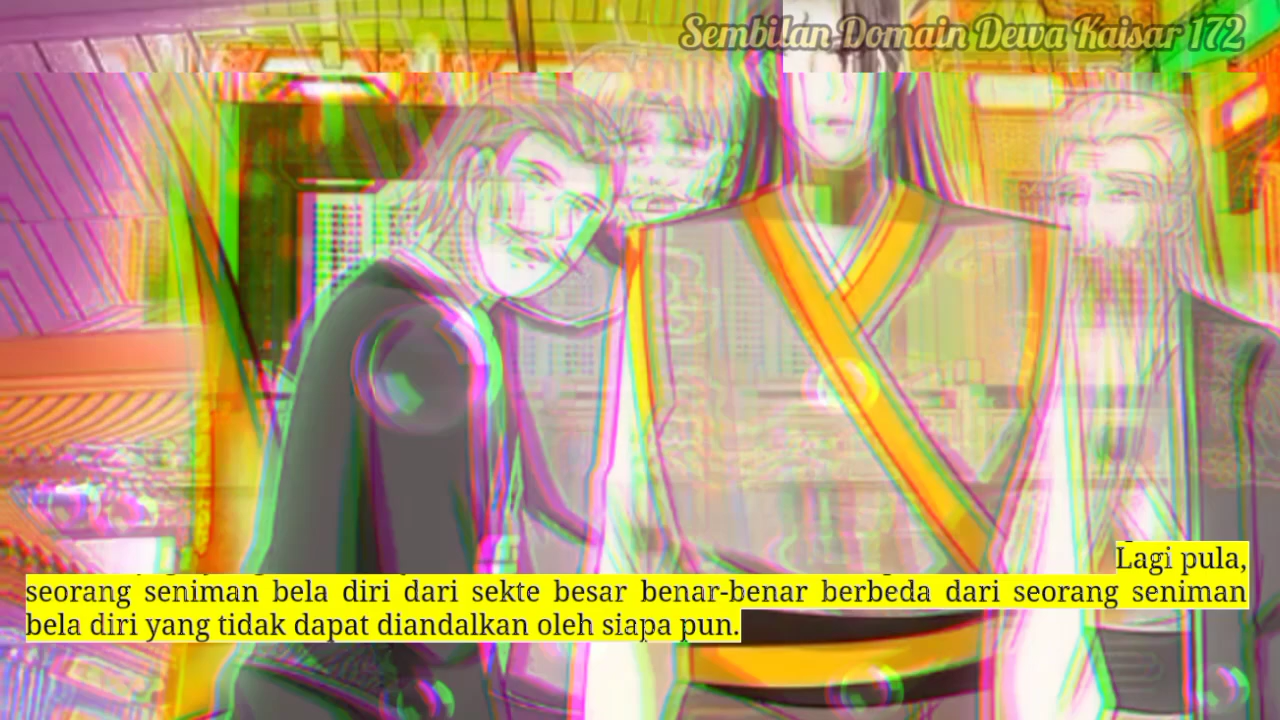 Sembilan Domain Dewa Kaisar 172
Lagi pula,
seorang seniman bela diri dari sekte besar benar-benar berbeda dari seorang seniman
bela diri yang tidak dapat diandalkan oleh siapa pun.